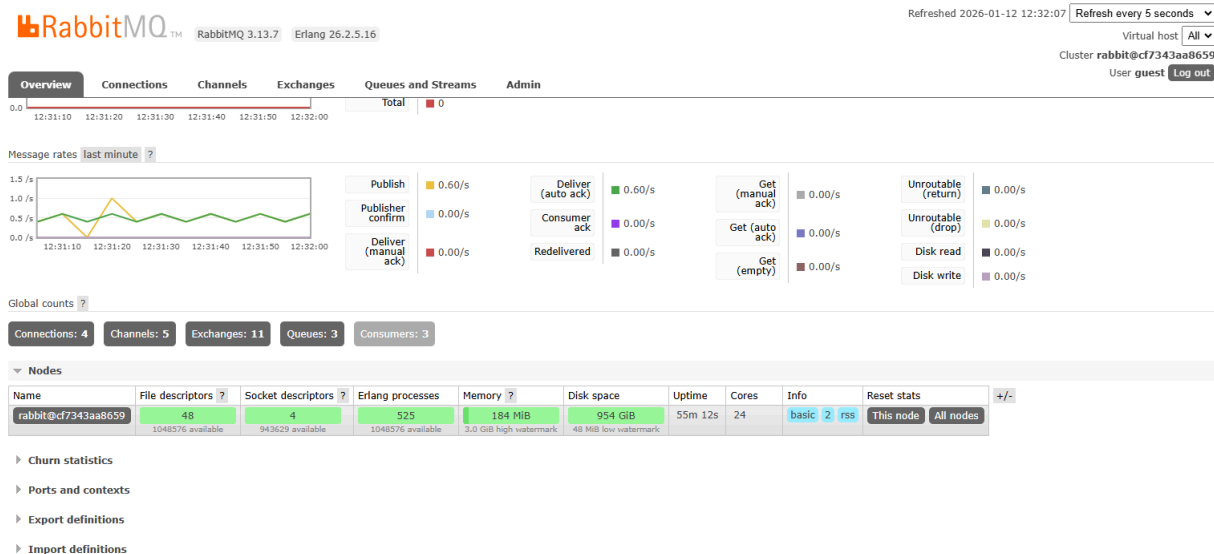 Refreshed 2026-01-12 12:32:07 Refresh every 5 seconds
RabbitMQ TM RabbitMQ 3.13.7 Erlang 26.2.5.16
Virtual host All
Cluster rabbit@cf7343aa8659
User guest Log out
Overview Connections Channels Exchanges Queues and Streams Admin
0.0
12:31:10 12:31:20 12:31:30 12:31:40 12:31:50 12:32:00
Total 0
Message rates last minute ?
1.5 /s
1.0 /s
0.5 /s
0.0 /s
12:31:10 12:31:20 12:31:30 12:31:40 12:31:50 12:32:00
Publish 0.60/s
Publisher
confirm 0.00/s
Deliver
(manual
ack) 0.00/s
Deliver
(auto ack) 0.60/s
Consumer
ack 0.00/s
Redelivered 0.00/s
Get
(manual
ack) 0.00/s
Get (auto
ack) 0.00/s
Get
(empty) 0.00/s
Unroutable
(return) 0.00/s
Unroutable
(drop) 0.00/s
Disk read 0.00/s
Disk write 0.00/s
Global counts ?
Connections: 4 Channels: 5 Exchanges: 11 Queues: 3 Consumers: 3
Nodes
Name File descriptors ? Socket descriptors ? Erlang processes Memory ? Disk space Uptime Cores Info Reset stats +/-
rabbit@cf7343aa8659 48 4 525 184 MiB 954 GiB 55m 12s 24 basic 2 rss This node All nodes
1048576 available 943629 available 1048576 available 3.0 GiB high watermark 48 MiB low watermark
Churn statistics
Ports and contexts
Export definitions
Import definitions